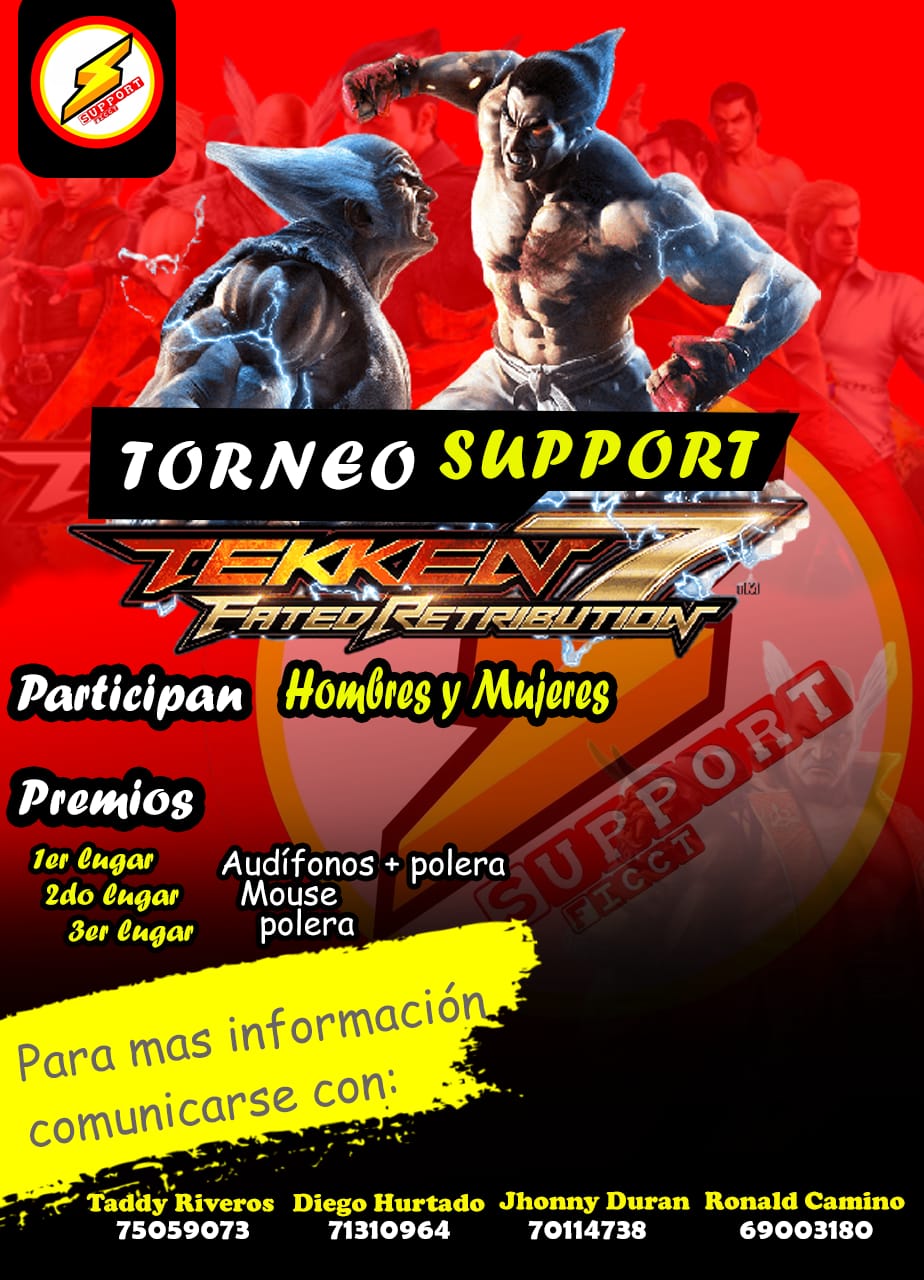 SUPPORT
FICCT
TORNEO SUPPORT
TEKKEN 7
TM
FATED RETRIBUTION
Participan Hombres y Mujeres
SUPPORT
FICCT
Premios
1er lugar Audífonos + polera
2do lugar Mouse
3er lugar polera
Para mas información
comunicarse con:
Taddy Riveros Diego Hurtado Jhonny Duran Ronald Camino
75059073 71310964 70114738 69003180